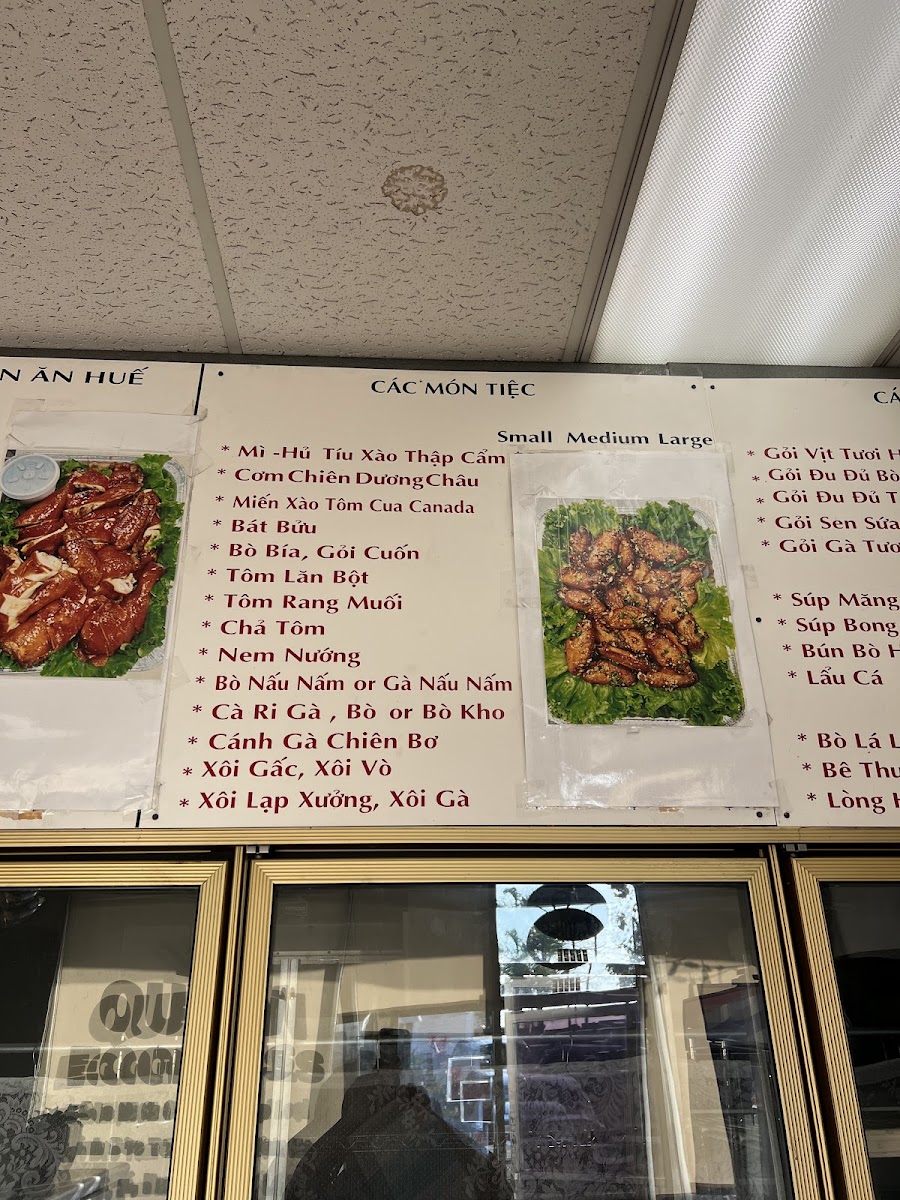 N ĂN HUẾ
CÁC MÓN TIỆC
Small Medium Large
* Mì -Hủ Tíu Xào Thập Cẩm
* Cơm Chiên Dương Châu
* Miến Xào Tôm Cua Canada
* Bát Bứu
* Bò Bía, Gỏi Cuốn
* Tôm Lăn Bột
* Tôm Rang Muối
* Chả Tôm
* Nem Nướng
* Bò Nấu Nấm or Gà Nấu Nấm
* Cà Ri Gà , Bò or Bò Kho
* Cánh Gà Chiên Bơ
* Xôi Gấc, Xôi Vò
* Xôi Lạp Xưởng, Xôi Gà
CÁ
* Gỏi Vịt Tươi H
* Gỏi Đu Đủ Bò
* Gỏi Đu Đủ T
* Gỏi Sen Sứa
* Gỏi Gà Tươ
* Súp Măng
* Súp Bong
* Bún Bò H
* Lẩu Cá
* Bò Lá L
* Bê Thu
* Lòng H